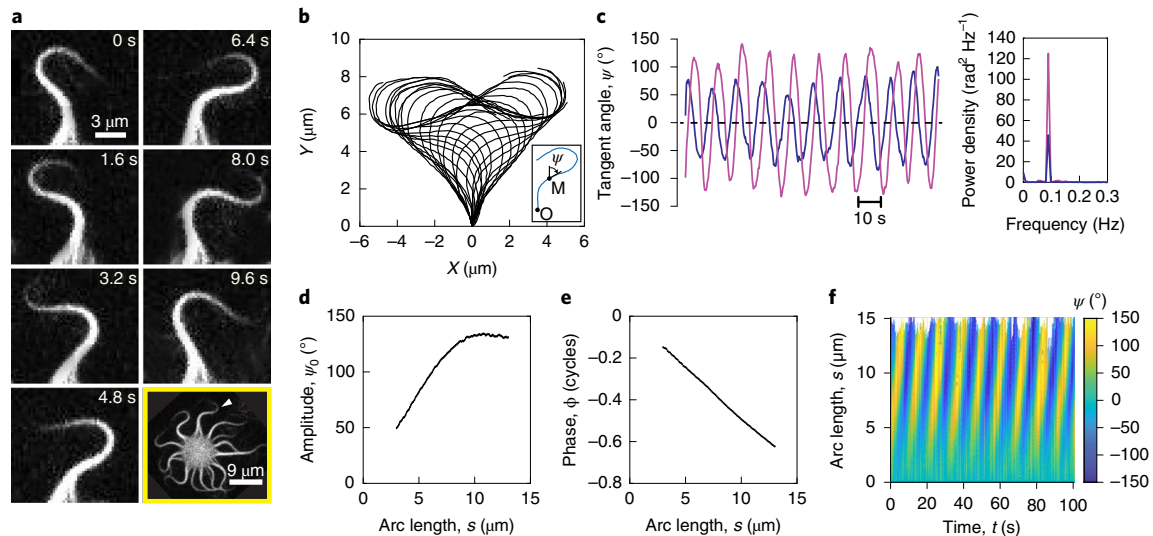 a
0 s
6.4 s
3 μm
1.6 s
8.0 s
3.2 s
9.6 s
4.8 s
9 μm
b
10
8
6
4
2
0
Y (μm)
−6 −4 −2 0 2 4 6
X (μm)
ψ
M
O
c
150
100
50
0
−50
−100
−150
Tangent angle, ψ (°)
10 s
140
120
100
80
60
40
20
0
Power density (rad² Hz⁻¹)
0 0.1 0.2 0.3
Frequency (Hz)
d
150
100
50
0
Amplitude, ψ₀ (°)
0 5 10 15
Arc length, s (μm)
e
0
−0.2
−0.4
−0.6
−0.8
Phase, ϕ (cycles)
0 5 10 15
Arc length, s (μm)
f
ψ (°)
15
10
5
0
Arc length, s (μm)
0 20 40 60 80 100
Time, t (s)
150
100
50
0
−50
−100
−150